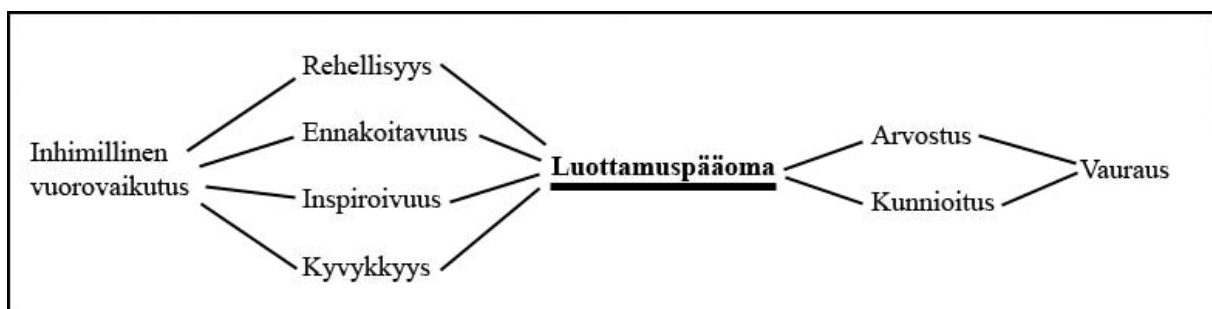 Inhimillinen
vuorovaikutus
Rehellisyys
Ennakoitavuus
Inspiroivuus
Kyvykkyys
Luottamuspääoma
Arvostus
Kunnioitus
Vauraus